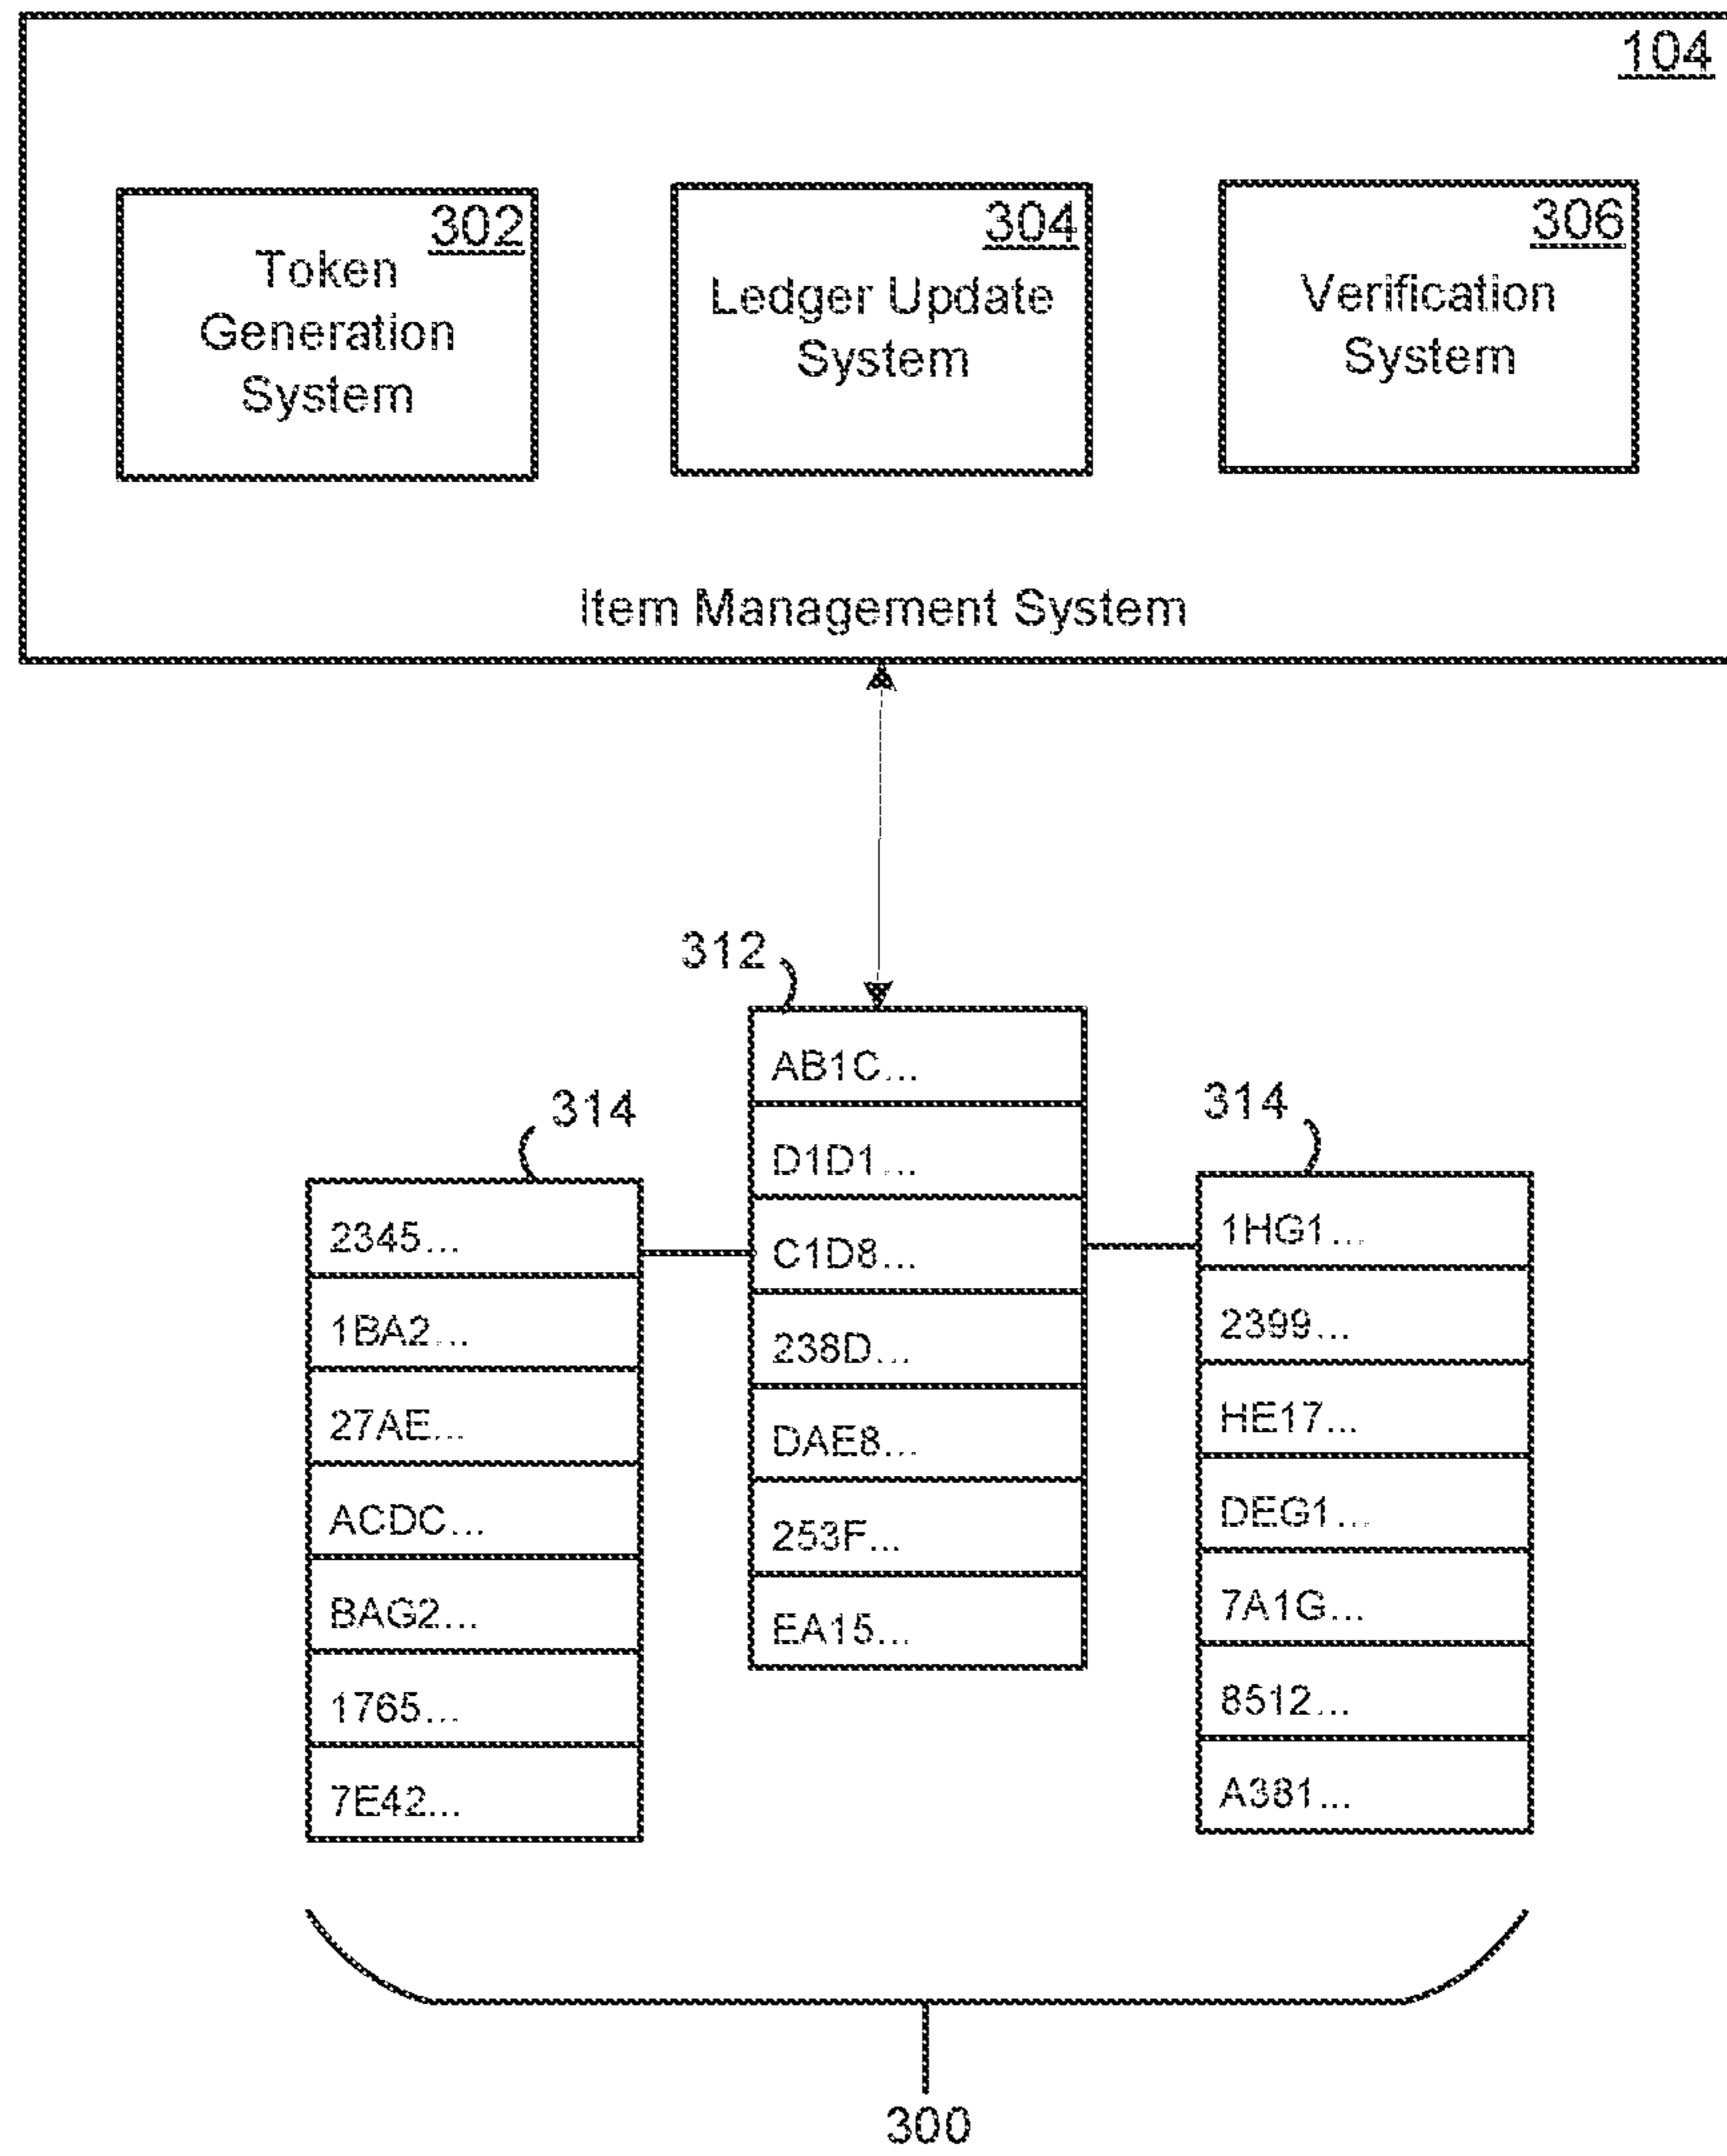 104
302
Token
Generation
System
304
Ledger Update
System
306
Verification
System
Item Management System
312
AB1C...
D1D1...
C1D8...
238D...
DAE8...
253F...
EA15...
314
2345...
1BA2...
27AE...
ACDC...
BAG2...
1765...
7E42...
314
1HG1...
2399...
HE17...
DEG1...
7A1G...
8512...
A381...
300